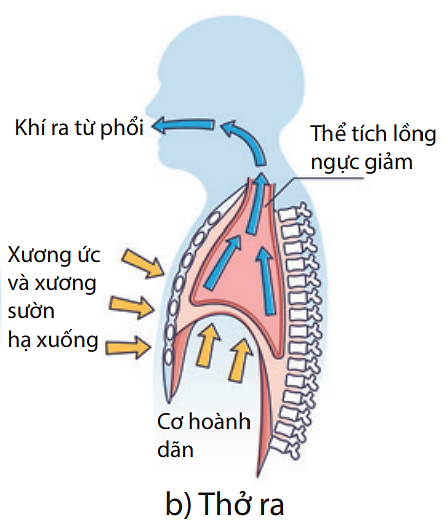 Khí ra từ phổi
Thể tích lồng
ngực giảm
Xương ức
và xương
sườn
hạ xuống
Cơ hoành
dãn
b) Thở ra